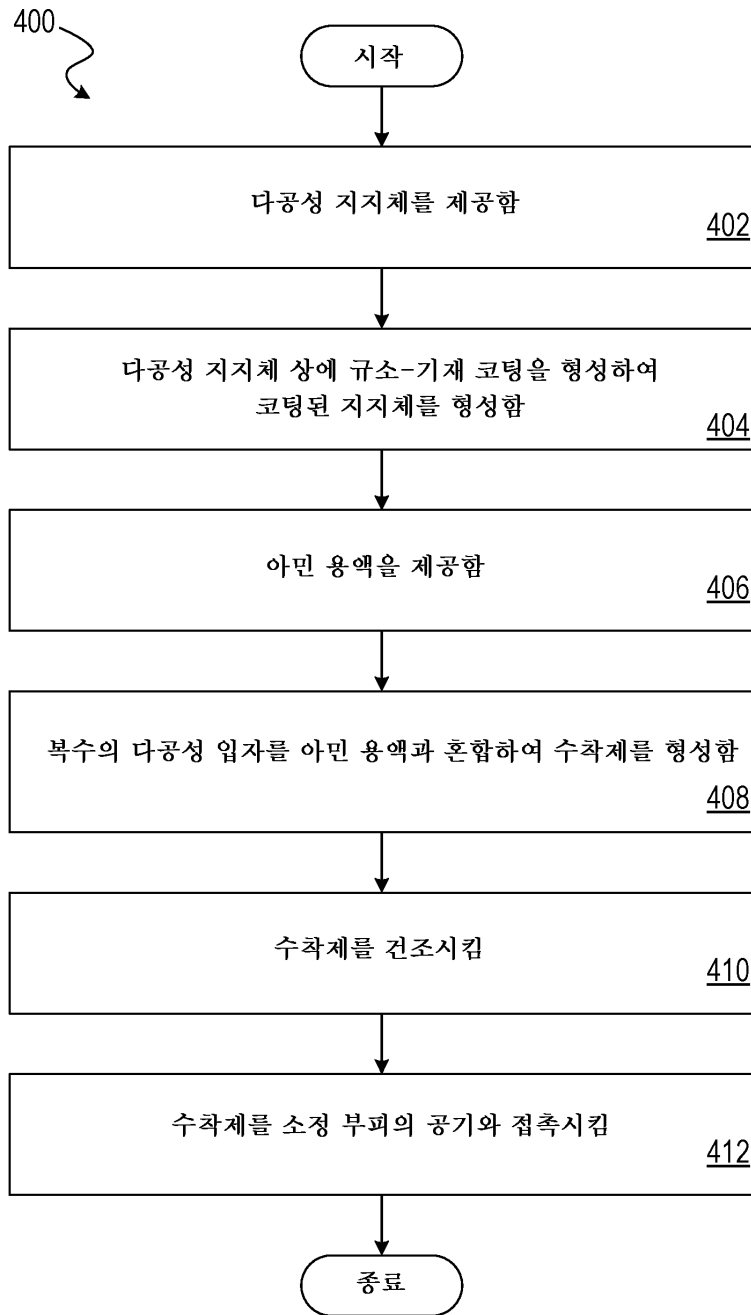 400
시작
다공성 지지체를 제공함
402
다공성 지지체 상에 규소-기재 코팅을 형성하여
코팅된 지지체를 형성함
404
아민 용액을 제공함
406
복수의 다공성 입자를 아민 용액과 혼합하여 수착제를 형성함
408
수착제를 건조시킴
410
수착제를 소정 부피의 공기와 접촉시킴
412
종료